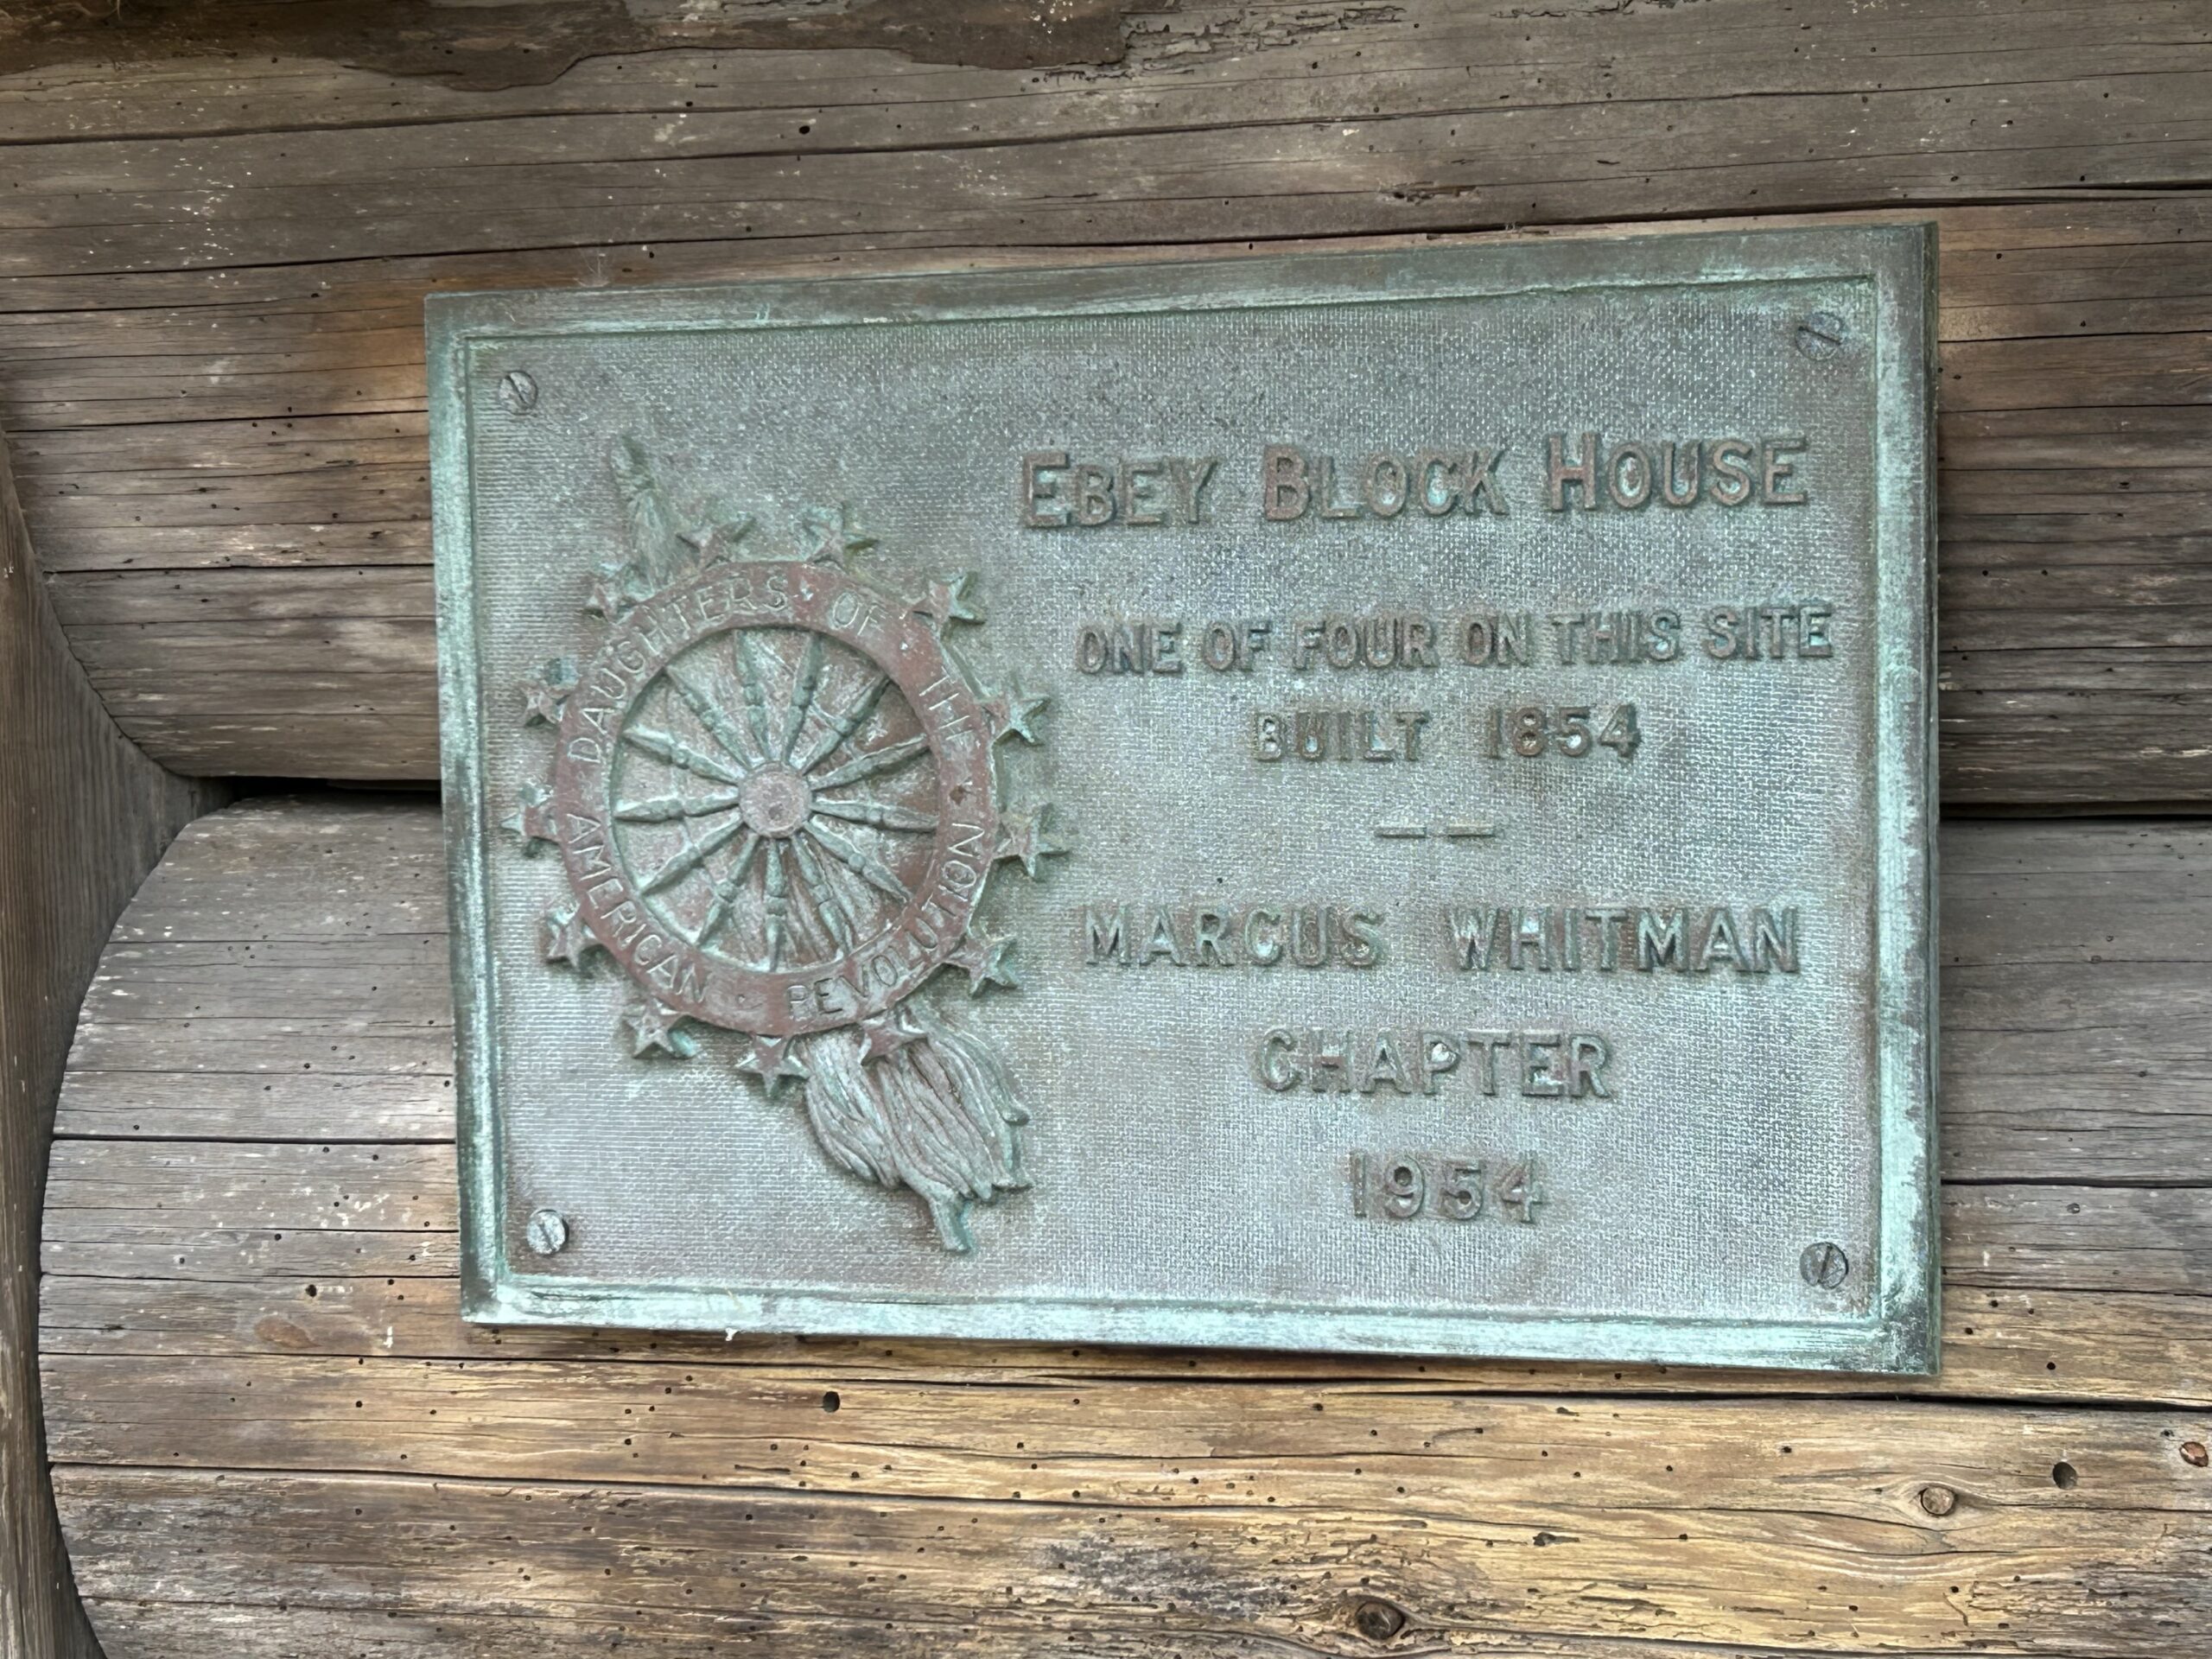 DAUGHTERS OF THE
AMERICAN REVOLUTION
EBEY BLOCK HOUSE
ONE OF FOUR ON THIS SITE
BUILT 1854
MARCUS WHITMAN
CHAPTER
1954